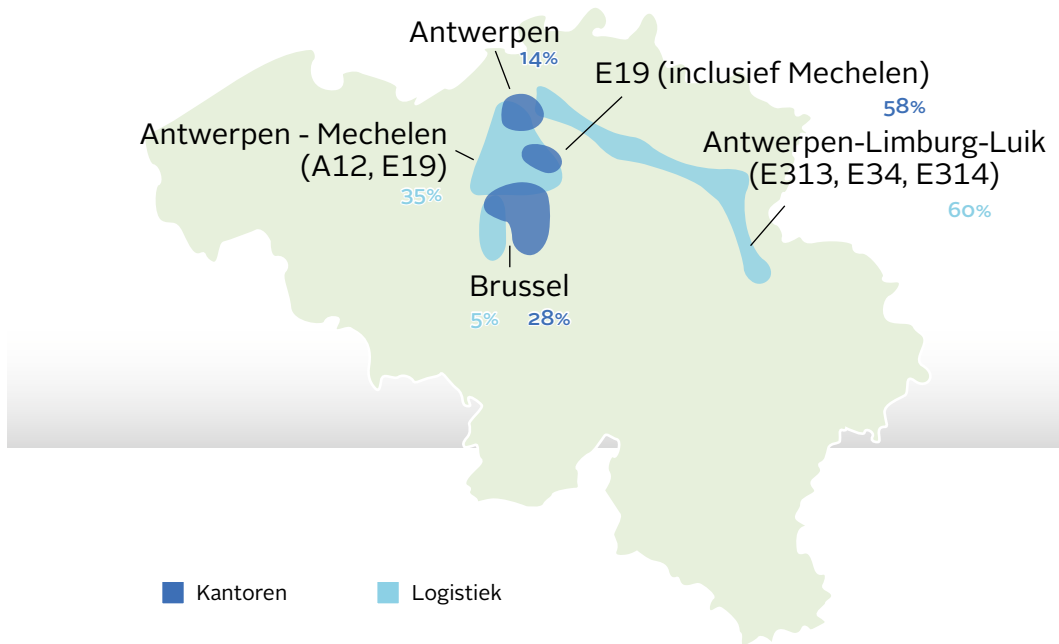 Antwerpen
14%
E19 (inclusief Mechelen)
58%
Antwerpen - Mechelen
(A12, E19)
35%
Antwerpen-Limburg-Luik
(E313, E34, E314)
60%
Brussel
5% 28%
Kantoren Logistiek